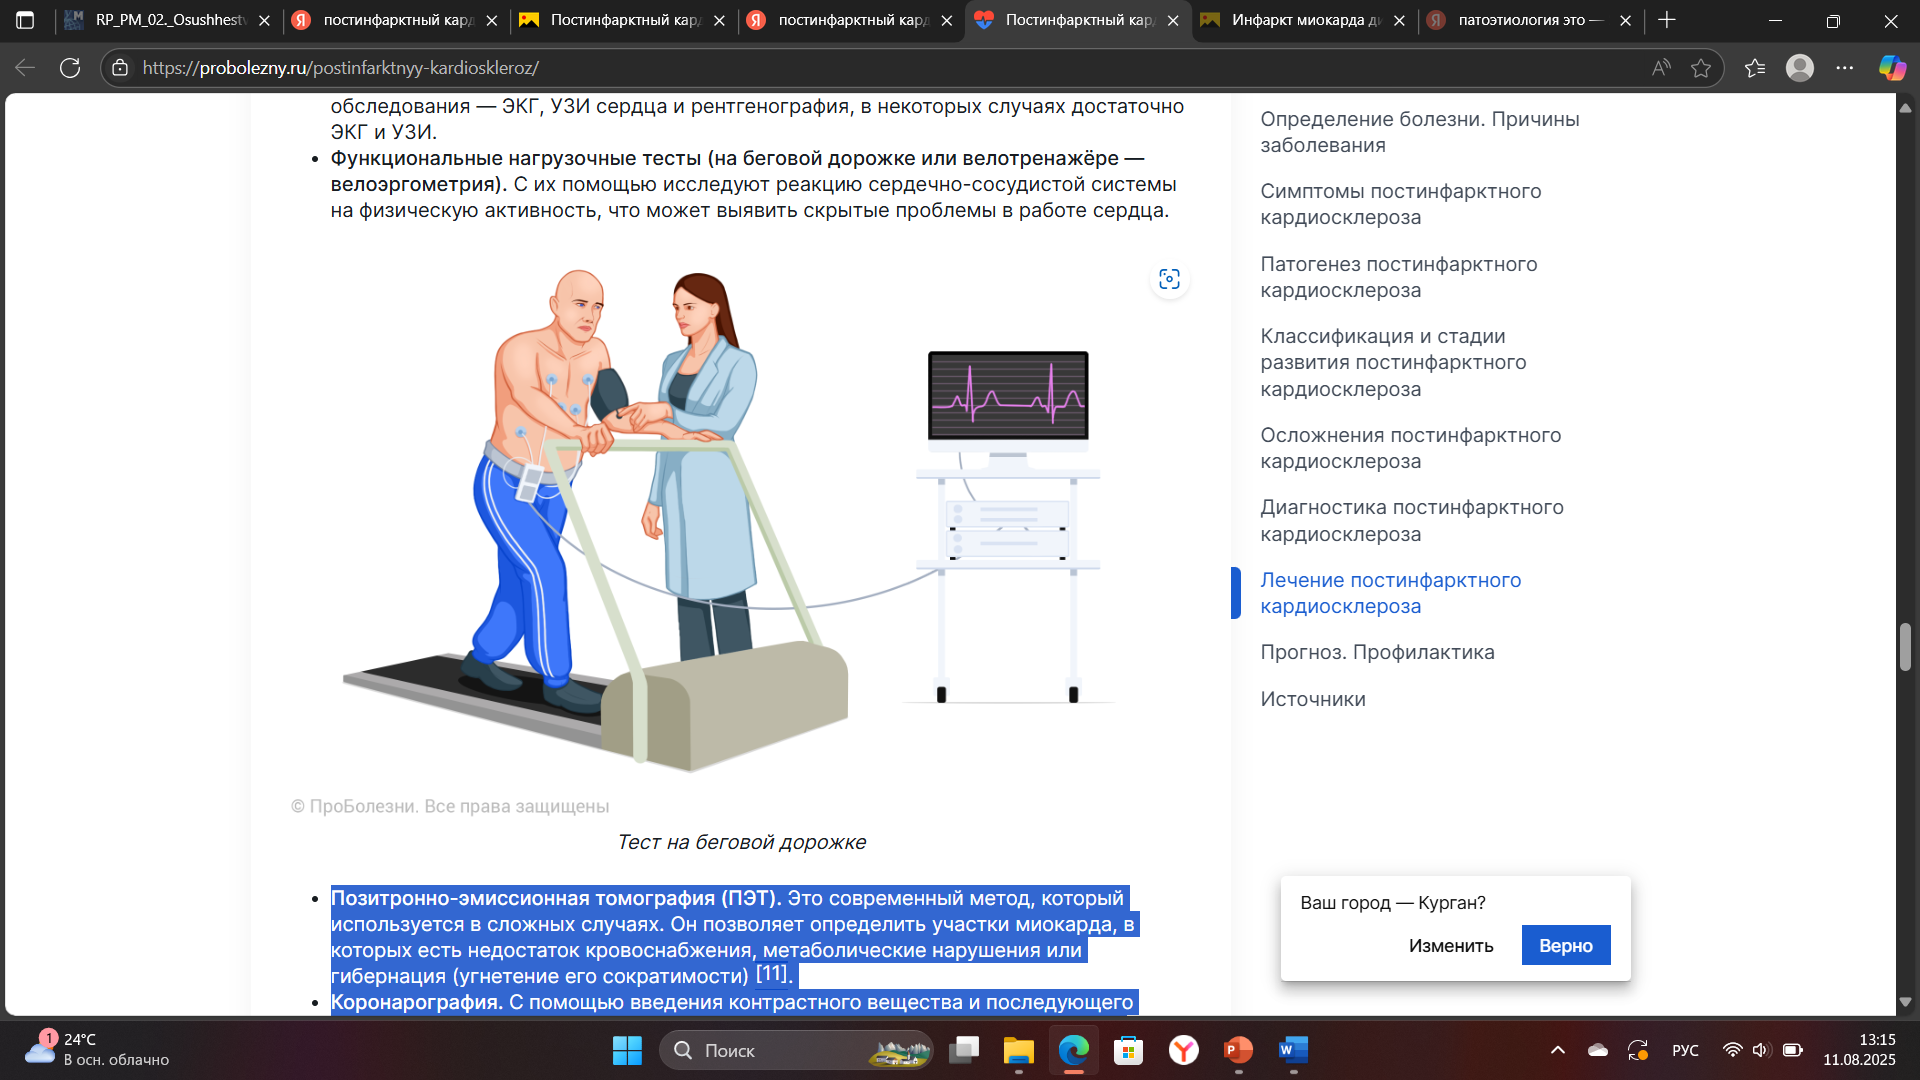 RP_PM_02._Osushhestv
постинфарктный кард
Постинфарктный кард
постинфарктный кард
Постинфарктный кард
Инфаркт миокарда ди
патоэтиология это —
https://probolezny.ru/postinfarktnyy-kardioskleroz/
обследования — ЭКГ, УЗИ сердца и рентгенография, в некоторых случаях достаточно
ЭКГ и УЗИ.
• Функциональные нагрузочные тесты (на беговой дорожке или велотренажёре —
велоэргометрия). С их помощью исследуют реакцию сердечно-сосудистой системы
на физическую активность, что может выявить скрытые проблемы в работе сердца.
© ПроБолезни. Все права защищены
Тест на беговой дорожке
• Позитронно-эмиссионная томография (ПЭТ). Это современный метод, который
используется в сложных случаях. Он позволяет определить участки миокарда, в
которых есть недостаток кровоснабжения, метаболические нарушения или
гибернация (угнетение его сократимости) [11].
• Коронарография. С помощью введения контрастного вещества и последующего
Определение болезни. Причины
заболевания
Симптомы постинфарктного
кардиосклероза
Патогенез постинфарктного
кардиосклероза
Классификация и стадии
развития постинфарктного
кардиосклероза
Осложнения постинфарктного
кардиосклероза
Диагностика постинфарктного
кардиосклероза
Лечение постинфарктного
кардиосклероза
Прогноз. Профилактика
Источники
Ваш город — Курган?
Изменить
Верно
1
24°C
В осн. облачно
Поиск
РУС
13:15
11.08.2025